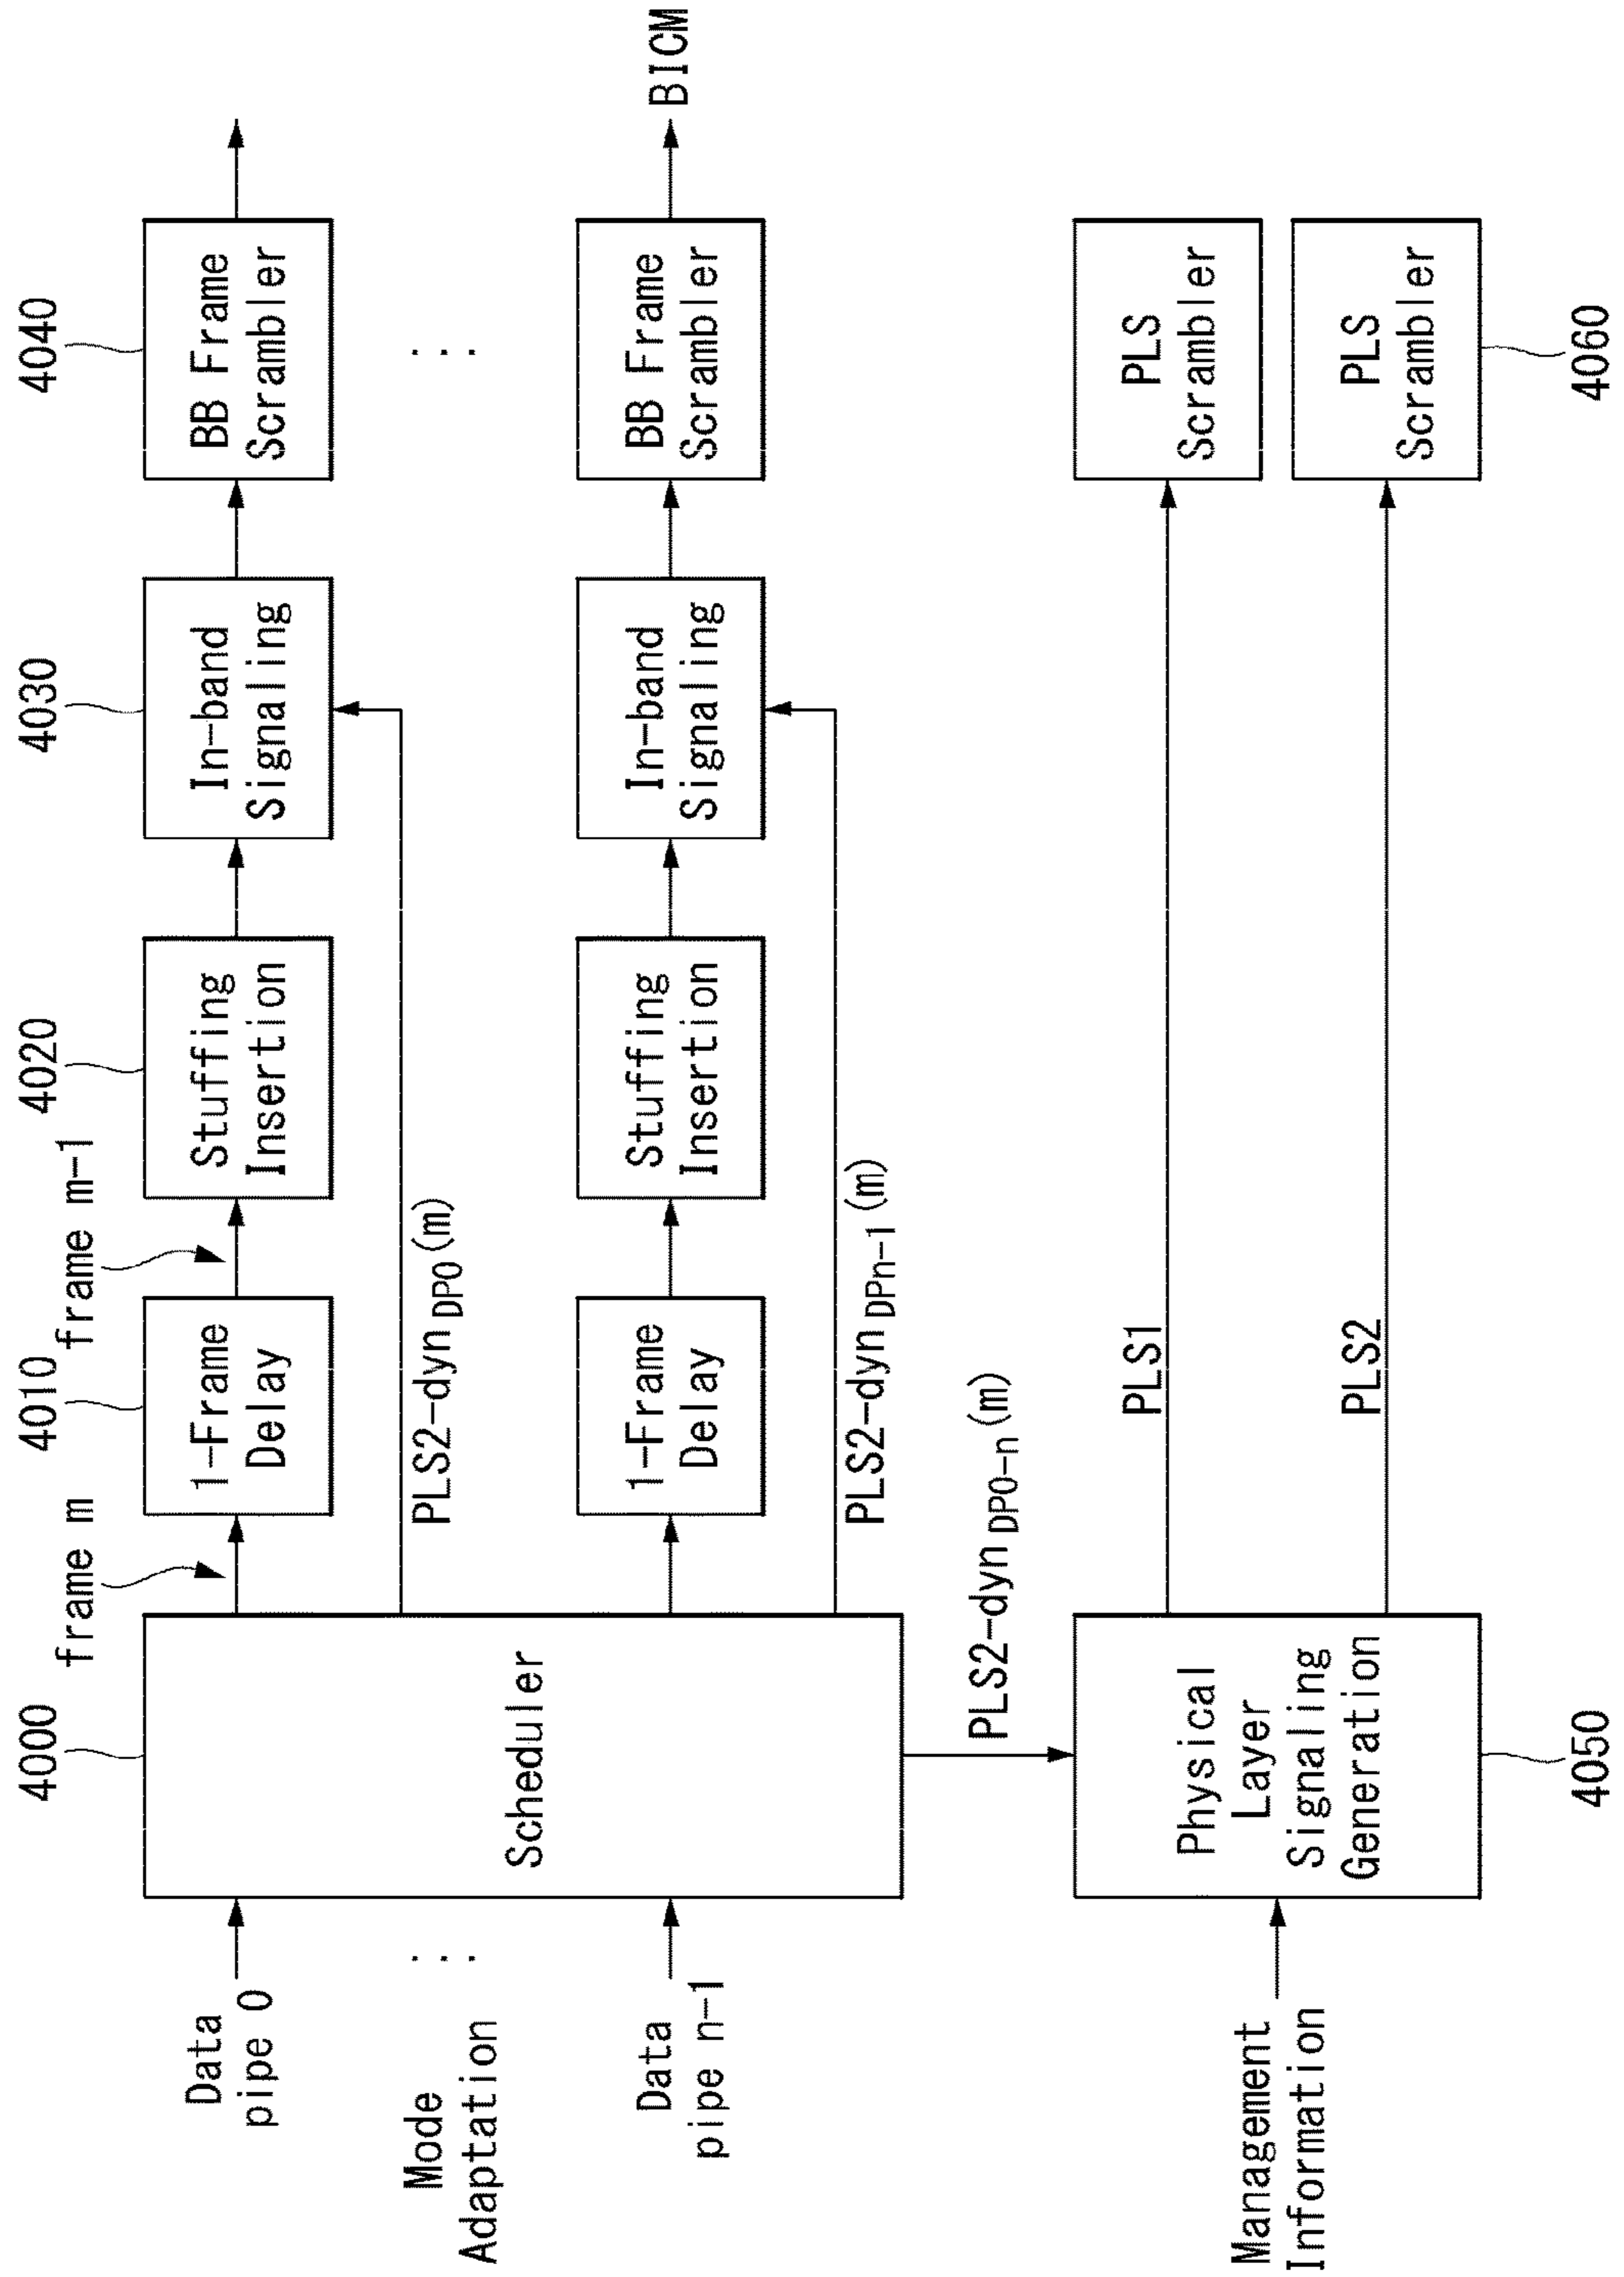 4000
frame m
4010
frame m-1
4020
4030
4040
Data
pipe 0
1-Frame
Delay
Stuffing
Insertion
In-band
Signaling
BB Frame
Scrambler
PLS2-dyn DP0 (m)
Mode
Adaptation
...
Scheduler
...
Data
pipe n-1
1-Frame
Delay
Stuffing
Insertion
In-band
Signaling
BB Frame
Scrambler
BICM
PLS2-dyn DPn-1 (m)
PLS2-dyn DP0-n (m)
Management
Information
Physical
Layer
Signaling
Generation
PLS1
PLS
Scrambler
PLS2
PLS
Scrambler
4050
4060